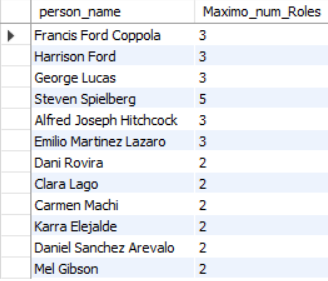 person_name Maximo_num_Roles
Francis Ford Coppola 3
Harrison Ford 3
George Lucas 3
Steven Spielberg 5
Alfred Joseph Hitchcock 3
Emilio Martinez Lazaro 3
Dani Rovira 2
Clara Lago 2
Carmen Machi 2
Karra Elejalde 2
Daniel Sanchez Arevalo 2
Mel Gibson 2